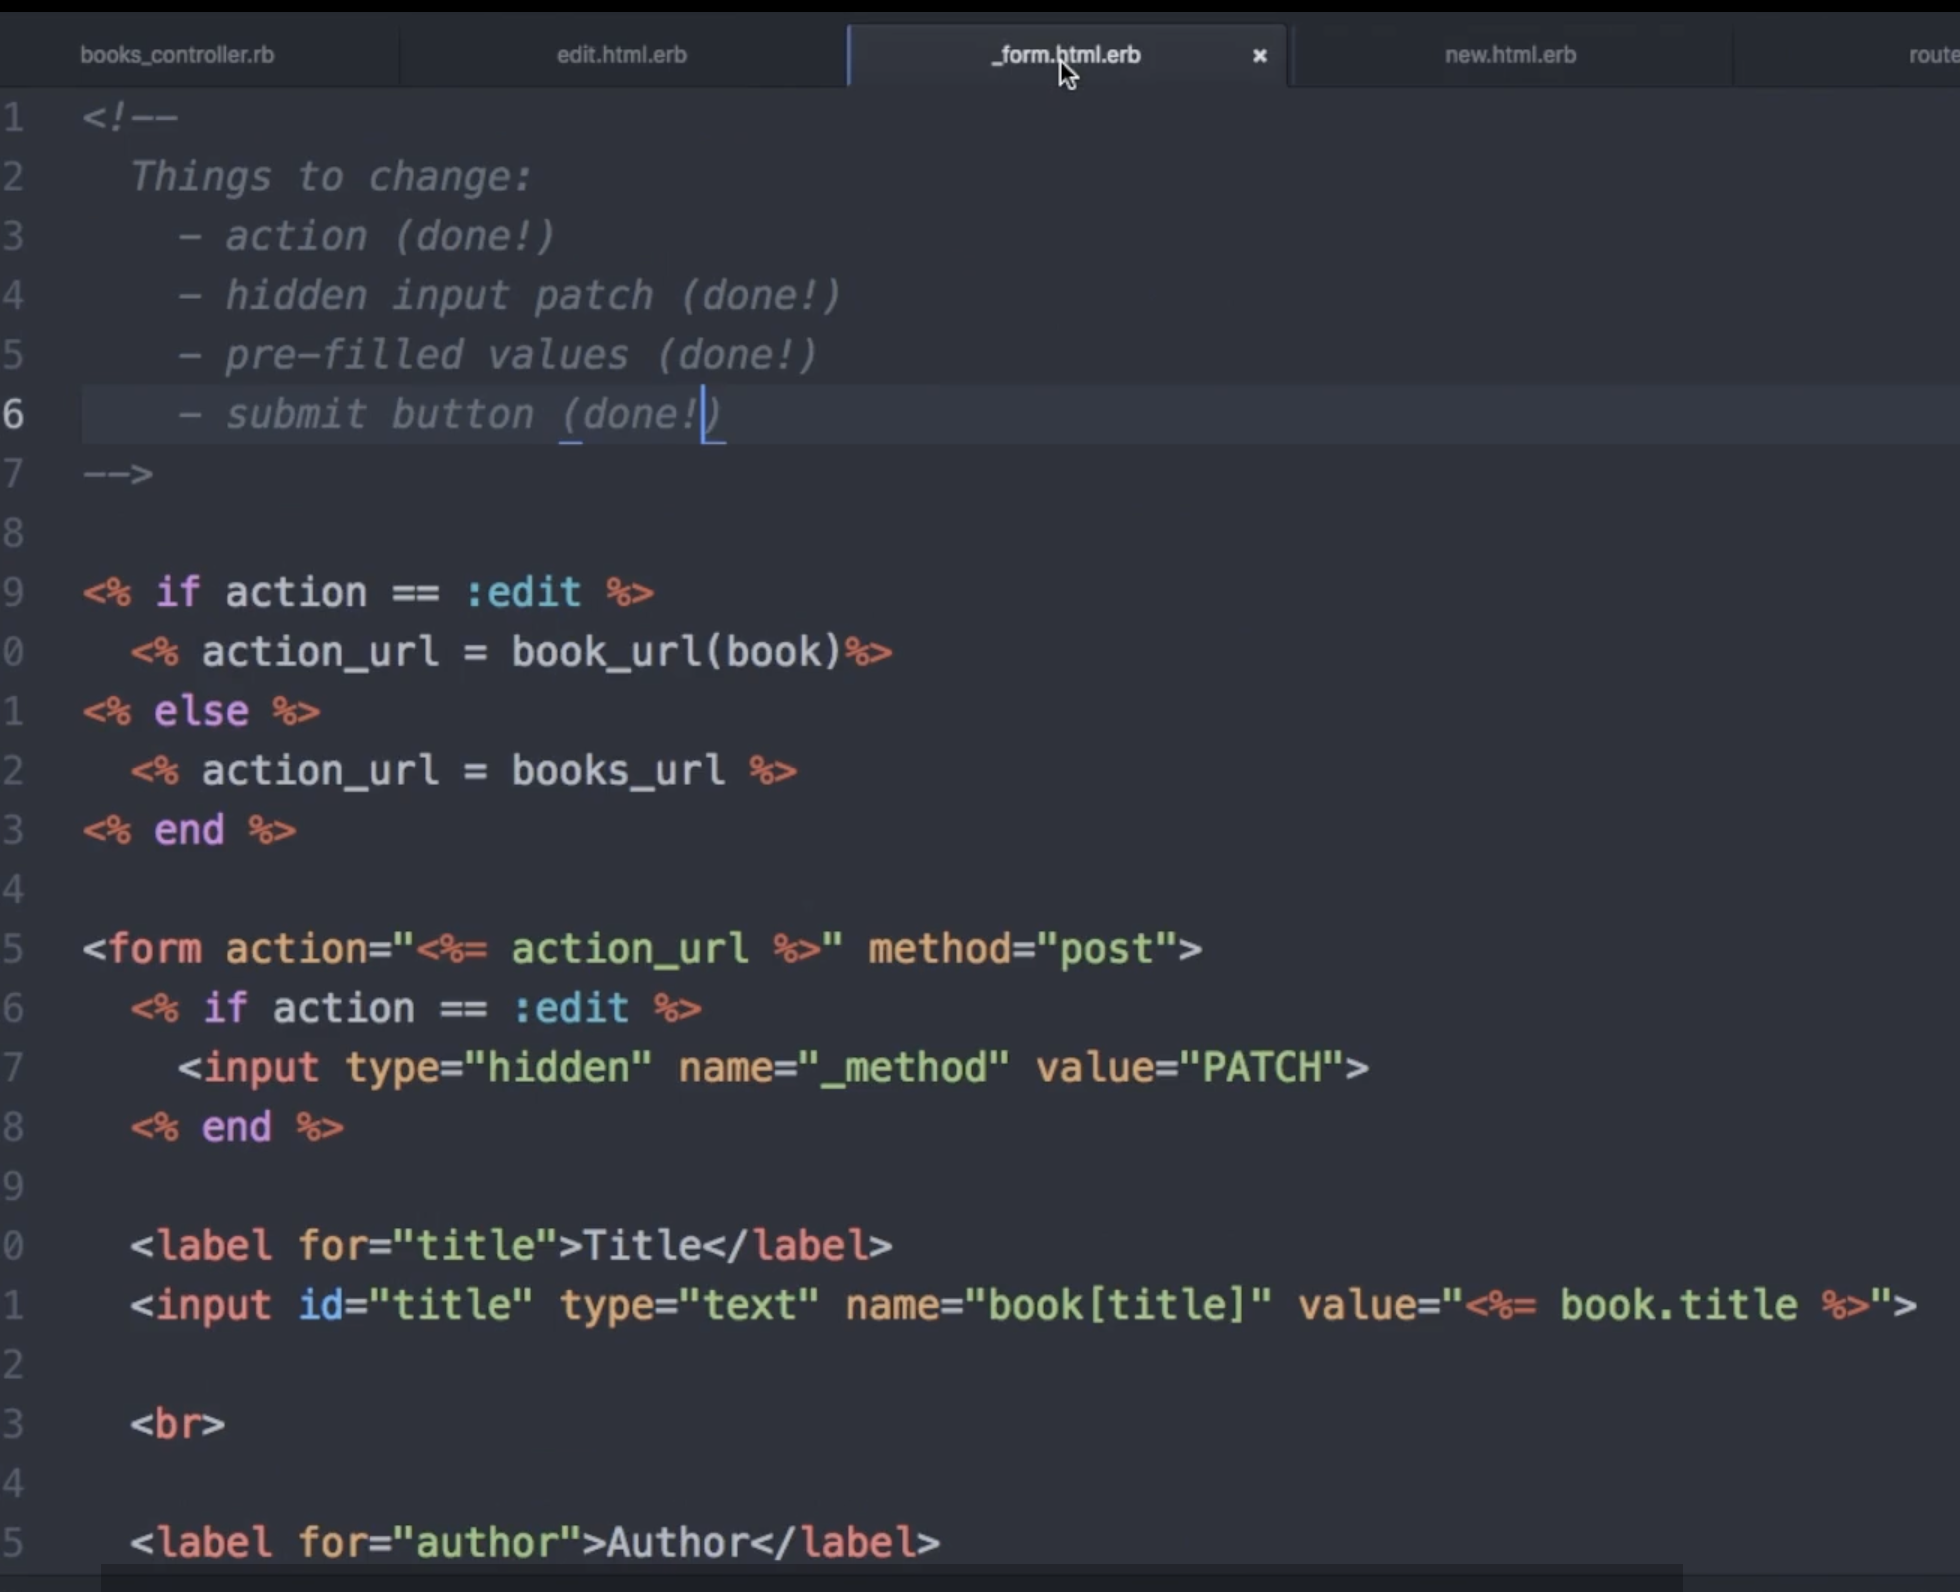 books_controller.rb edit.html.erb _form.html.erb × new.html.erb route
1 <!--
2 Things to change:
3 - action (done!)
4 - hidden input patch (done!)
5 - pre-filled values (done!)
6 - submit button (done!)
7 -->
8
9 <% if action == :edit %>
0 <% action_url = book_url(book)%>
1 <% else %>
2 <% action_url = books_url %>
3 <% end %>
4
5 <form action="<%= action_url %>" method="post">
6 <% if action == :edit %>
7 <input type="hidden" name="_method" value="PATCH">
8 <% end %>
9
0 <label for="title">Title</label>
1 <input id="title" type="text" name="book[title]" value="<%= book.title %>">
2
3 <br>
4
5 <label for="author">Author</label>